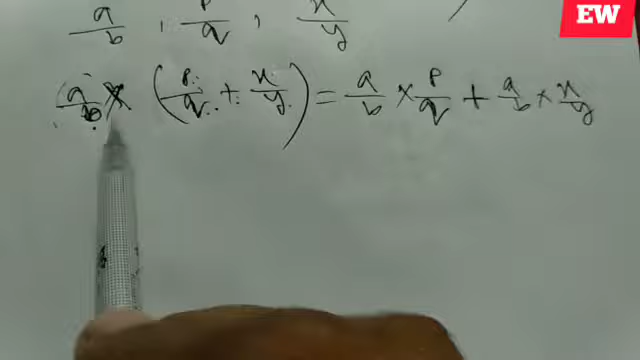 EW
a/b , p/q , x/y
a/b × (p/q + x/y) = a/b × p/q + a/b × x/y